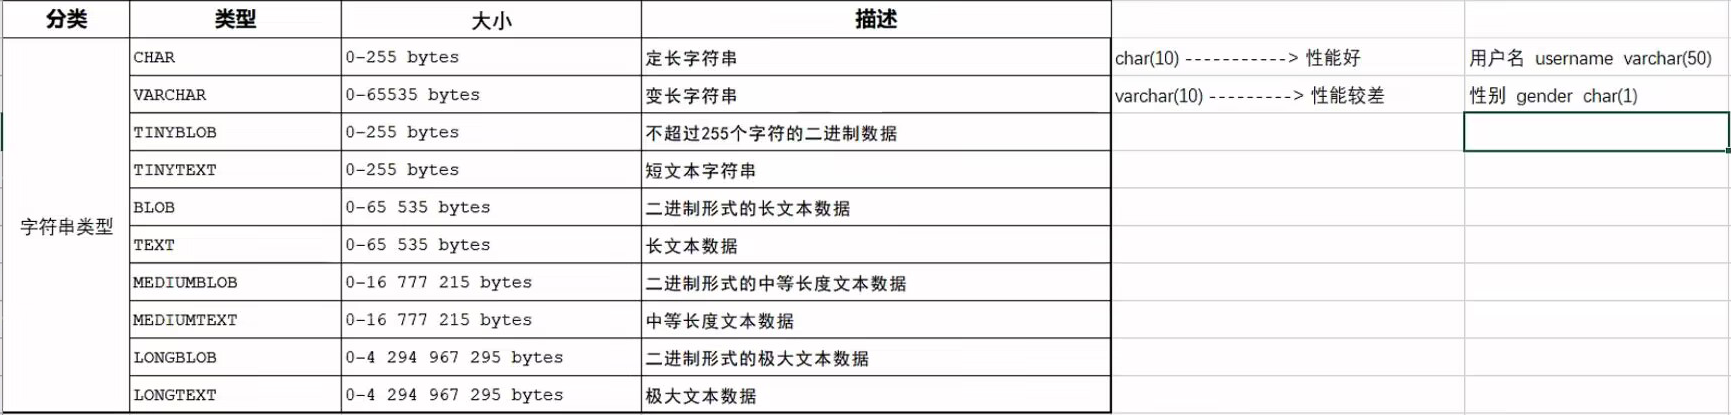 分类 类型 大小 描述
字符串类型
CHAR 0-255 bytes 定长字符串 char(10) -----------> 性能好 用户名 username varchar(50)
VARCHAR 0-65535 bytes 变长字符串 varchar(10) ---------> 性能较差 性别 gender char(1)
TINYBLOB 0-255 bytes 不超过255个字符的二进制数据
TINYTEXT 0-255 bytes 短文本字符串
BLOB 0-65 535 bytes 二进制形式的长文本数据
TEXT 0-65 535 bytes 长文本数据
MEDIUMBLOB 0-16 777 215 bytes 二进制形式的中等长度文本数据
MEDIUMTEXT 0-16 777 215 bytes 中等长度文本数据
LONGBLOB 0-4 294 967 295 bytes 二进制形式的极大文本数据
LONGTEXT 0-4 294 967 295 bytes 极大文本数据